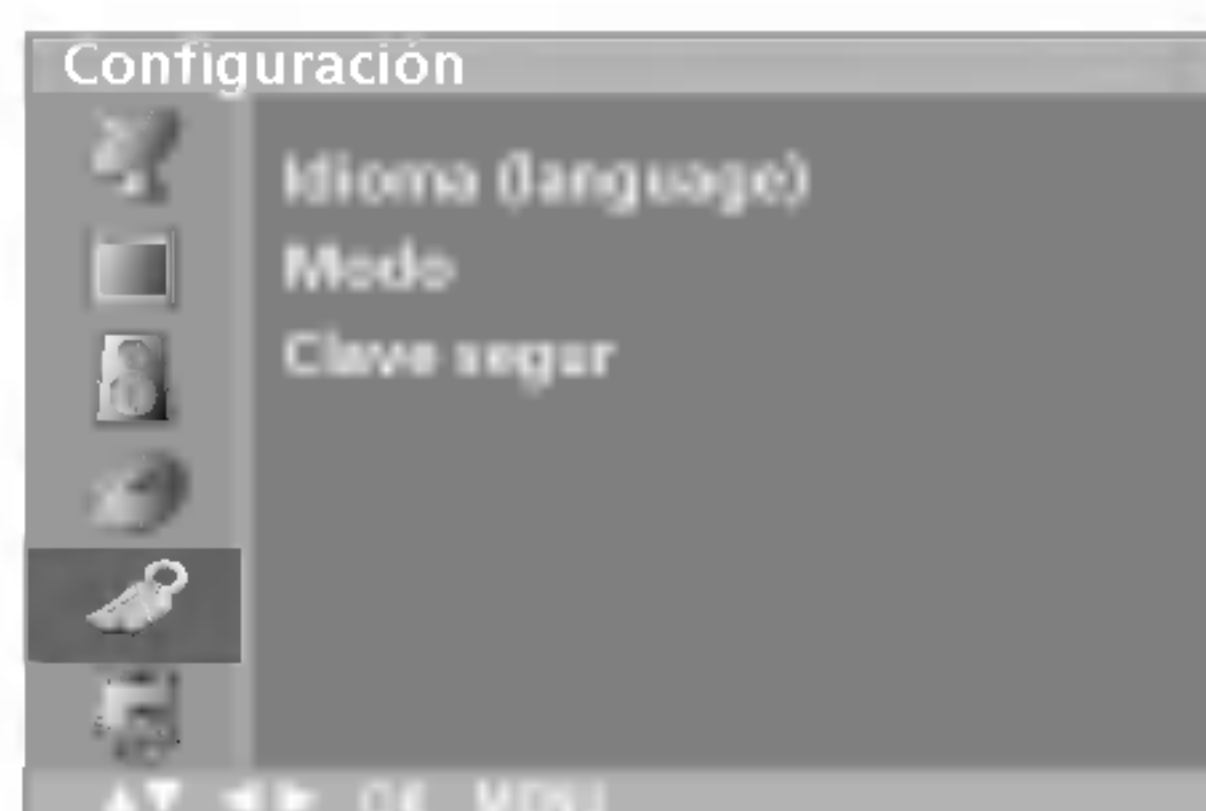 Configuración
Idioma (language)
Modo
Clave segur
▲▼ ◀▶ OK MENU